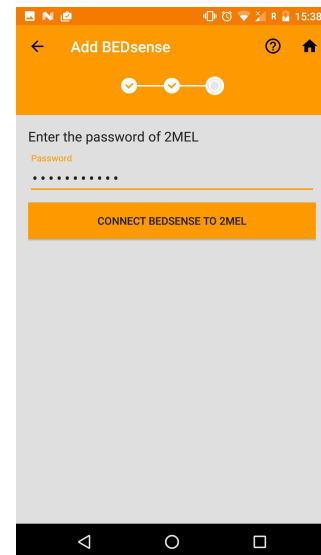 N R 15:38
Add BEDsense
Enter the password of 2MEL
Password
•••••••••••
CONNECT BEDSENSE TO 2MEL